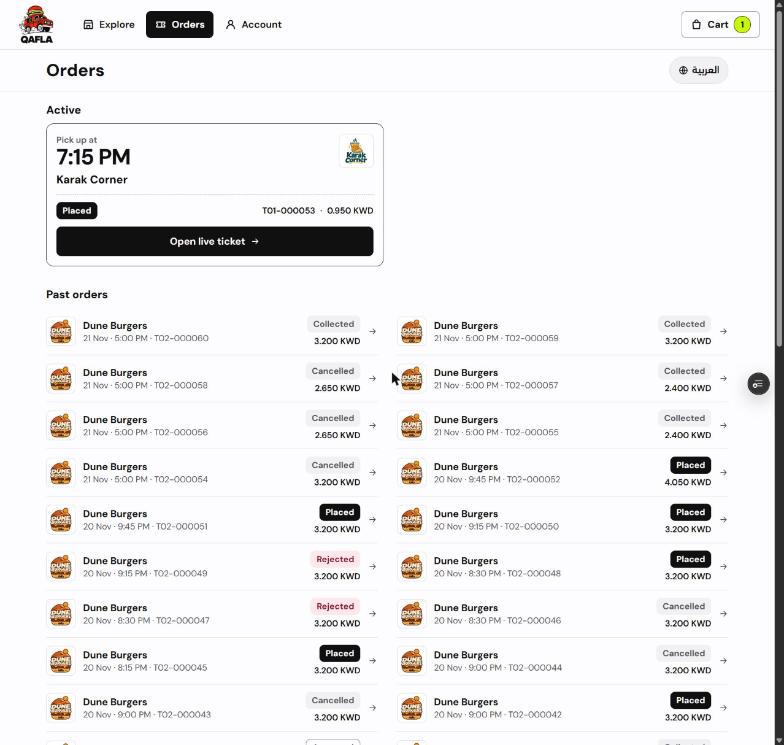 QAFLA
Explore
Orders
Account
Cart 1
Orders
العربية
Active
Pick up at
7:15 PM
Karak Corner
Karak Corner
Placed
T01-000053 · 0.950 KWD
Open live ticket →
Past orders
Dune Burgers
Collected
21 Nov · 5:00 PM · T02-000060
3.200 KWD
Dune Burgers
Collected
21 Nov · 5:00 PM · T02-000059
3.200 KWD
Dune Burgers
Cancelled
21 Nov · 5:00 PM · T02-000058
2.650 KWD
Dune Burgers
Collected
21 Nov · 5:00 PM · T02-000057
2.400 KWD
Dune Burgers
Cancelled
21 Nov · 5:00 PM · T02-000056
2.650 KWD
Dune Burgers
Collected
21 Nov · 5:00 PM · T02-000055
2.400 KWD
Dune Burgers
Cancelled
21 Nov · 5:00 PM · T02-000054
3.200 KWD
Dune Burgers
Placed
20 Nov · 9:45 PM · T02-000052
4.050 KWD
Dune Burgers
Placed
20 Nov · 9:45 PM · T02-000051
3.200 KWD
Dune Burgers
Placed
20 Nov · 9:15 PM · T02-000050
3.200 KWD
Dune Burgers
Rejected
20 Nov · 9:15 PM · T02-000049
3.200 KWD
Dune Burgers
Placed
20 Nov · 8:30 PM · T02-000048
3.200 KWD
Dune Burgers
Rejected
20 Nov · 8:30 PM · T02-000047
3.200 KWD
Dune Burgers
Cancelled
20 Nov · 8:30 PM · T02-000046
3.200 KWD
Dune Burgers
Placed
20 Nov · 8:15 PM · T02-000045
3.200 KWD
Dune Burgers
Cancelled
20 Nov · 9:00 PM · T02-000044
3.200 KWD
Dune Burgers
Cancelled
20 Nov · 9:00 PM · T02-000043
3.200 KWD
Dune Burgers
Placed
20 Nov · 9:00 PM · T02-000042
3.200 KWD